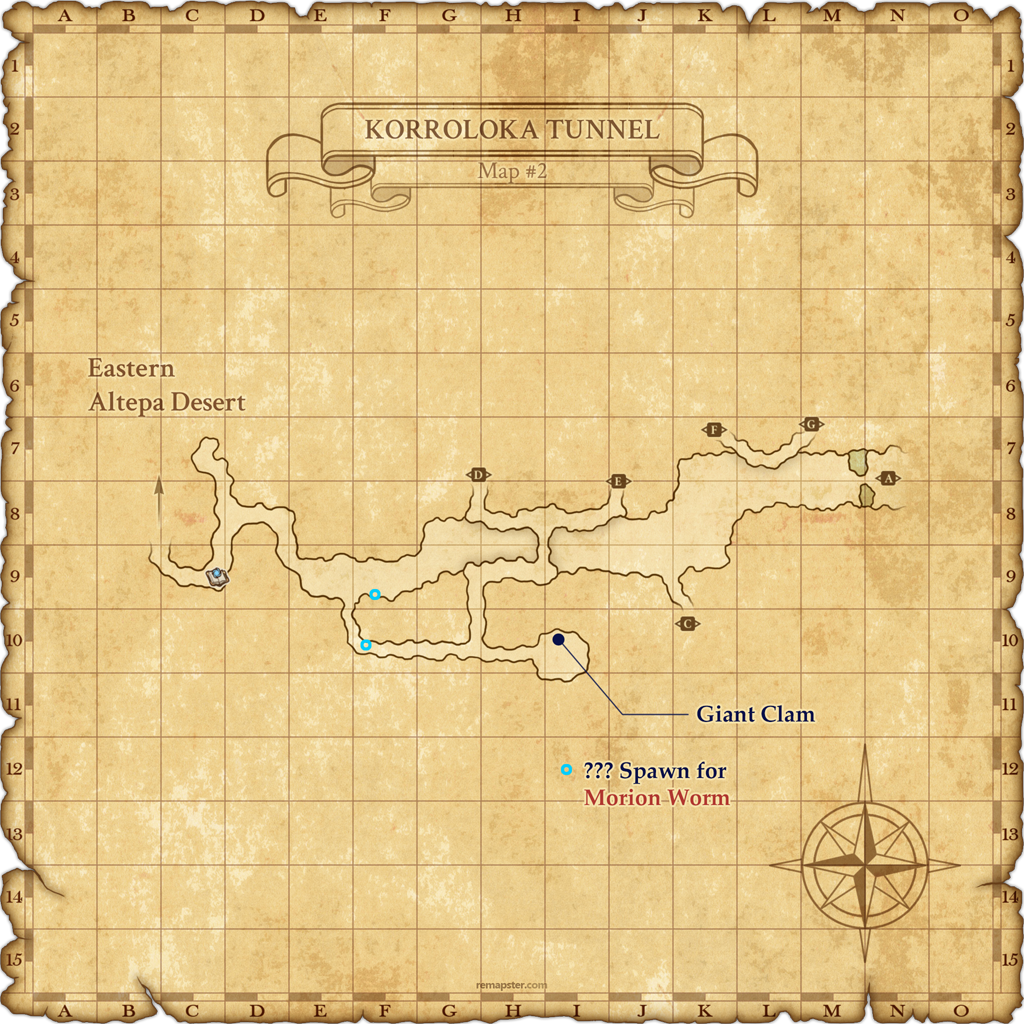 A B C D E F G H I J K L M N O
1 1
2 2
KORROLOKA TUNNEL
Map #2
3 3
4 4
5 5
6 6
Eastern
Altepa Desert
7 7
F G
D E A
8 8
9 9
C
10 10
11 11
Giant Clam
12 12
??? Spawn for
Morion Worm
13 13
14 14
15 15
remapster.com
A B C D E F G H I J K L M N O